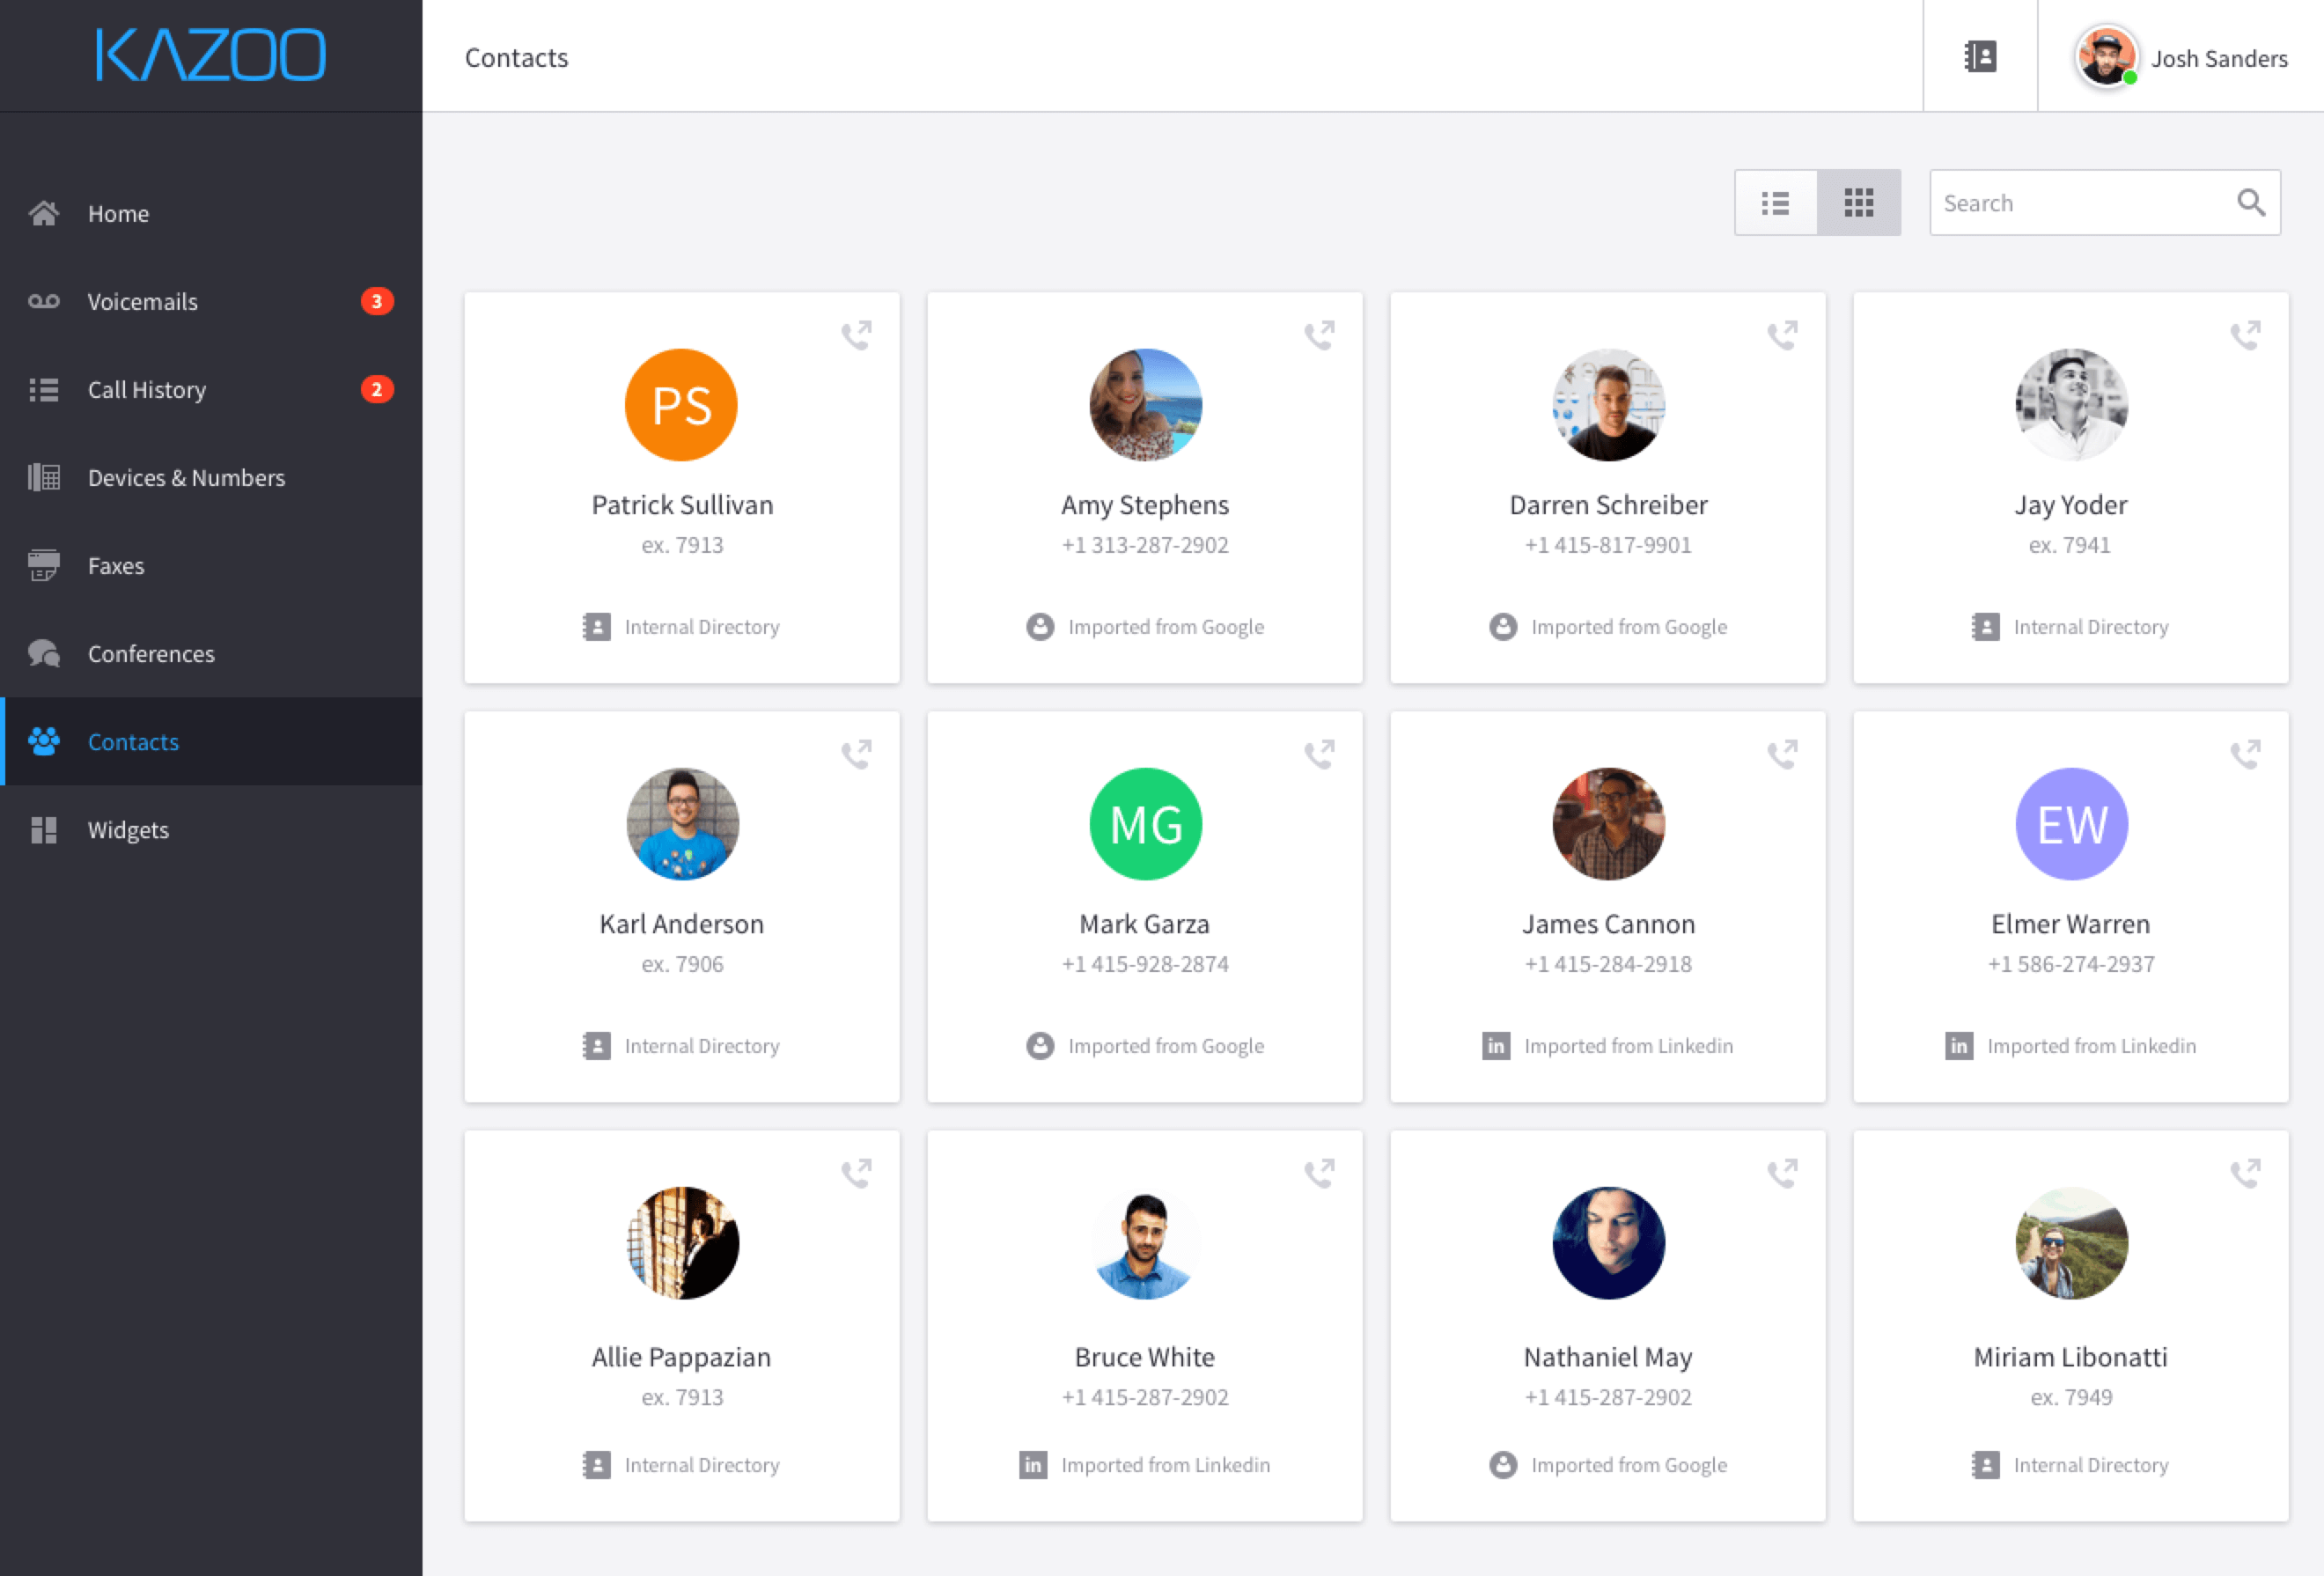 KAZOO
Contacts
Josh Sanders
Home
Voicemails 3
Call History 2
Devices & Numbers
Faxes
Conferences
Contacts
Widgets
Search
PS
Patrick Sullivan
ex. 7913
Internal Directory
Amy Stephens
+1 313-287-2902
Imported from Google
Darren Schreiber
+1 415-817-9901
Imported from Google
Jay Yoder
ex. 7941
Internal Directory
Karl Anderson
ex. 7906
Internal Directory
MG
Mark Garza
+1 415-928-2874
Imported from Google
James Cannon
+1 415-284-2918
in Imported from Linkedin
EW
Elmer Warren
+1 586-274-2937
in Imported from Linkedin
Allie Pappazian
ex. 7913
Internal Directory
Bruce White
+1 415-287-2902
in Imported from Linkedin
Nathaniel May
+1 415-287-2902
Imported from Google
Miriam Libonatti
ex. 7949
Internal Directory